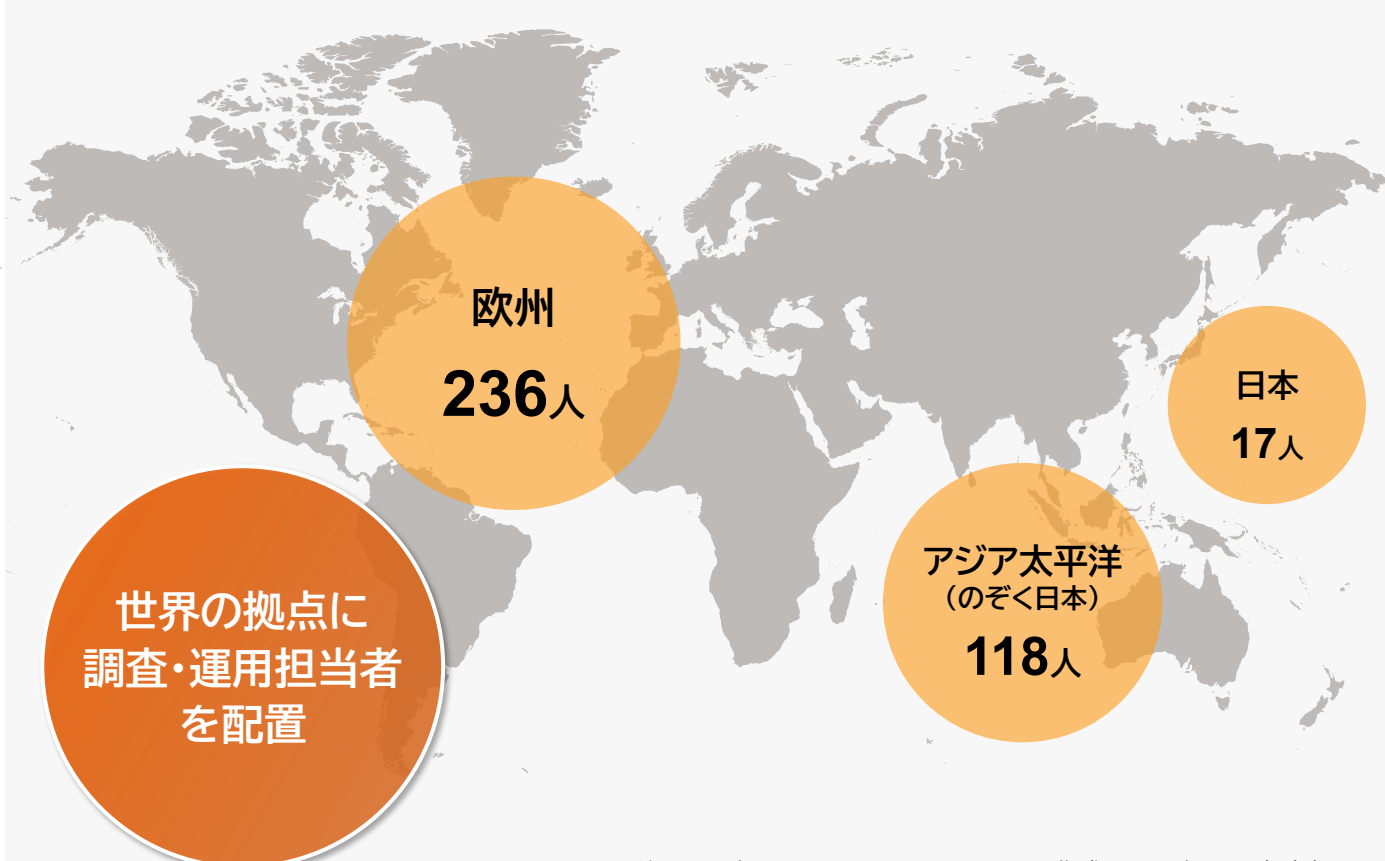 欧州
236人
日本
17人
アジア太平洋
(のぞく日本)
118人
世界の拠点に
調査・運用担当者
を配置